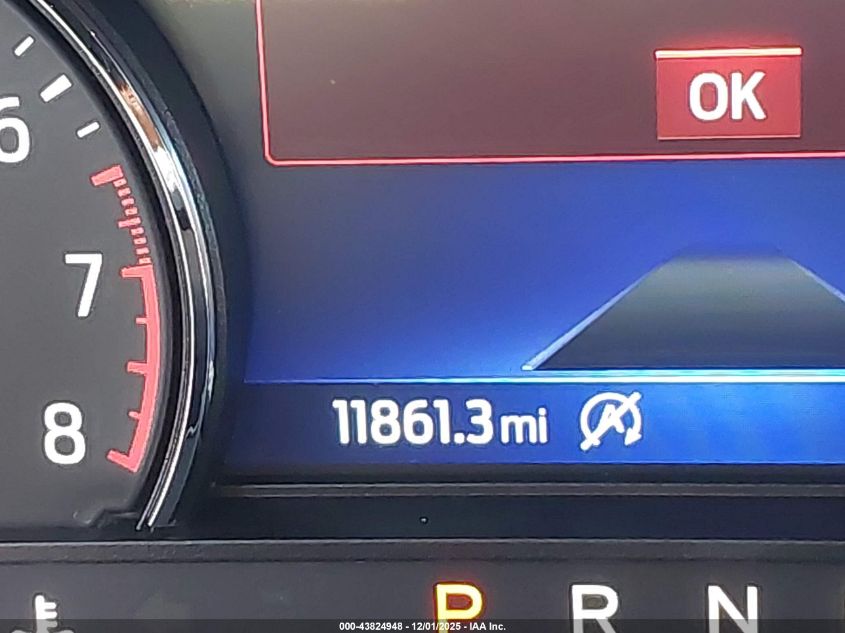 OK
6
7
8
11861.3 mi
P R N
000-43824948 - 12/01/2025 - IAA Inc.